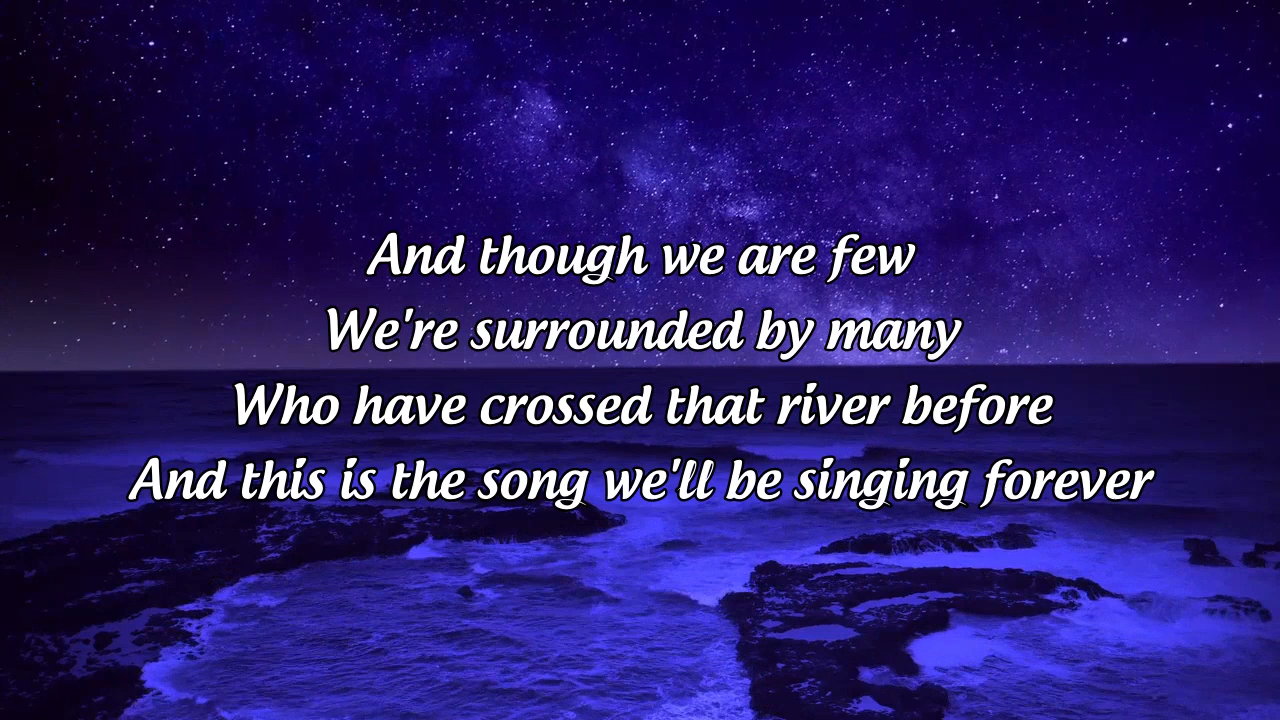 And though we are few
We're surrounded by many
Who have crossed that river before
And this is the song we'll be singing forever